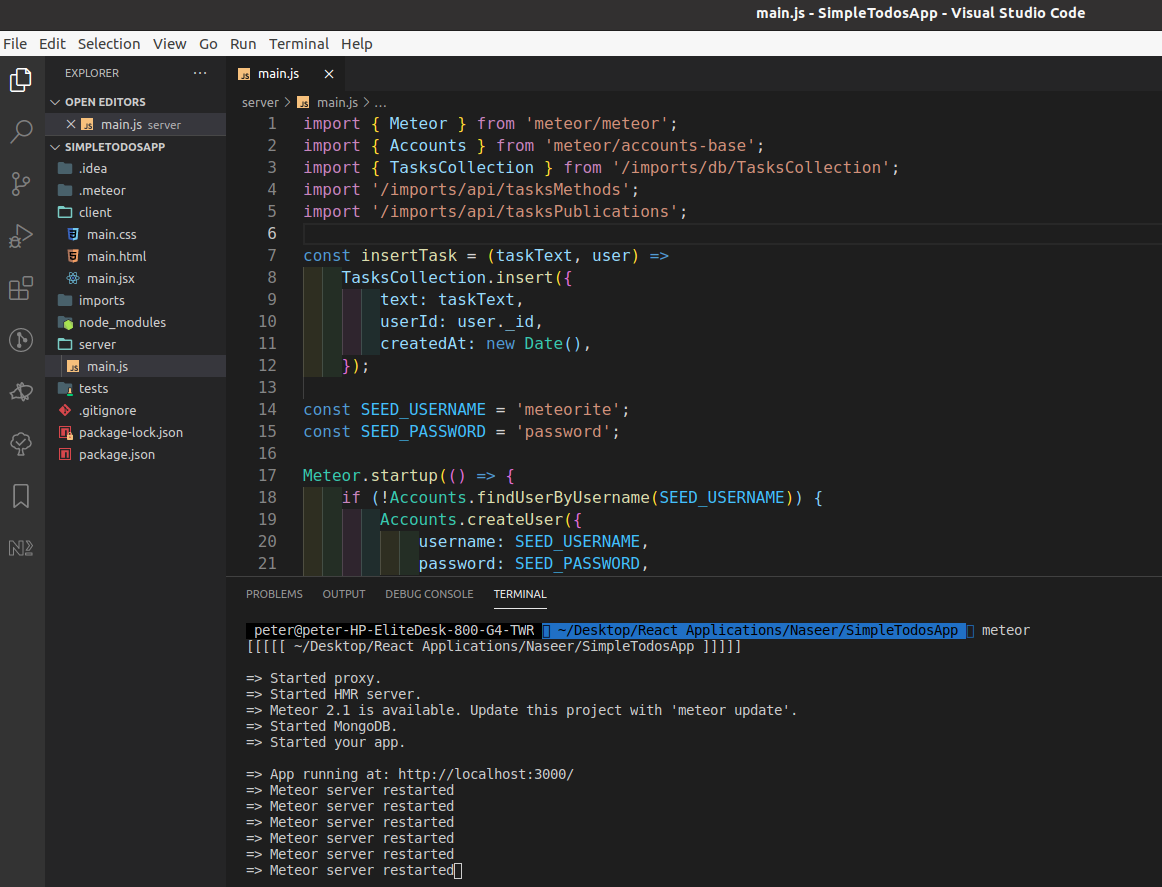 main.js - SimpleTodosApp - Visual Studio Code
File Edit Selection View Go Run Terminal Help
EXPLORER ···
OPEN EDITORS
main.js server
SIMPLETODOSAPP
.idea
.meteor
client
main.css
main.html
main.jsx
imports
node_modules
server
main.js
tests
.gitignore
package-lock.json
package.json
JS main.js ×
server > JS main.js > ...
1 import { Meteor } from 'meteor/meteor';
2 import { Accounts } from 'meteor/accounts-base';
3 import { TasksCollection } from '/imports/db/TasksCollection';
4 import '/imports/api/tasksMethods';
5 import '/imports/api/tasksPublications';
6
7 const insertTask = (taskText, user) =>
8 TasksCollection.insert({
9 text: taskText,
10 userId: user._id,
11 createdAt: new Date(),
12 });
13
14 const SEED_USERNAME = 'meteorite';
15 const SEED_PASSWORD = 'password';
16
17 Meteor.startup(() => {
18 if (!Accounts.findUserByUsername(SEED_USERNAME)) {
19 Accounts.createUser({
20 username: SEED_USERNAME,
21 password: SEED_PASSWORD,
PROBLEMS OUTPUT DEBUG CONSOLE TERMINAL
peter@peter-HP-EliteDesk-800-G4-TWR ~/Desktop/React Applications/Naseer/SimpleTodosApp meteor
[[[[[ ~/Desktop/React Applications/Naseer/SimpleTodosApp ]]]]]
=> Started proxy.
=> Started HMR server.
=> Meteor 2.1 is available. Update this project with 'meteor update'.
=> Started MongoDB.
=> Started your app.
=> App running at: http://localhost:3000/
=> Meteor server restarted
=> Meteor server restarted
=> Meteor server restarted
=> Meteor server restarted
=> Meteor server restarted
=> Meteor server restarted